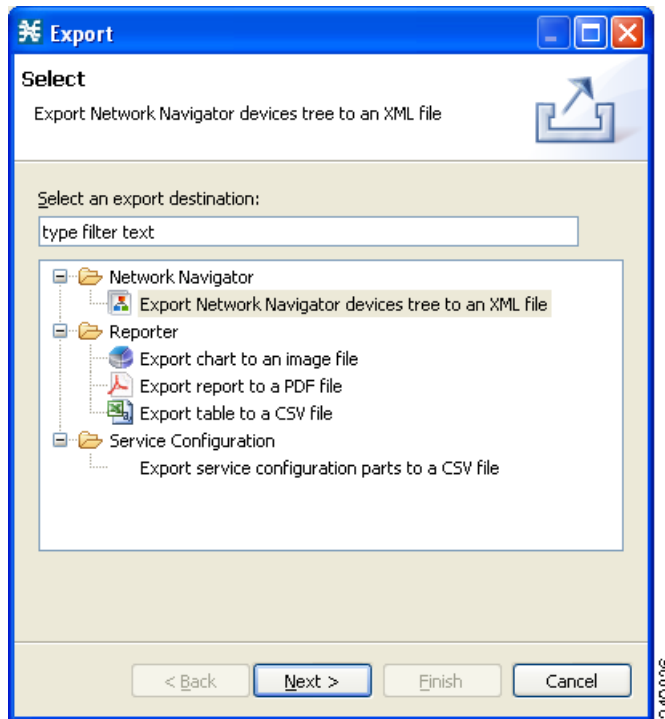 Export
Select
Export Network Navigator devices tree to an XML file
Select an export destination:
type filter text
Network Navigator
Export Network Navigator devices tree to an XML file
Reporter
Export chart to an image file
Export report to a PDF file
Export table to a CSV file
Service Configuration
Export service configuration parts to a CSV file
< Back
Next >
Finish
Cancel